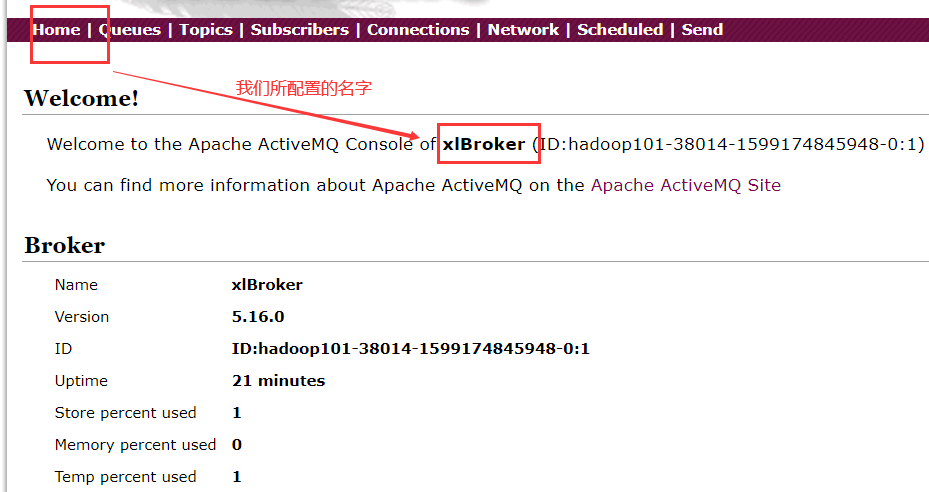 Home | Queues | Topics | Subscribers | Connections | Network | Scheduled | Send
我们所配置的名字
Welcome!
Welcome to the Apache ActiveMQ Console of xlBroker (ID:hadoop101-38014-1599174845948-0:1)
You can find more information about Apache ActiveMQ on the Apache ActiveMQ Site
Broker
Name xlBroker
Version 5.16.0
ID ID:hadoop101-38014-1599174845948-0:1
Uptime 21 minutes
Store percent used 1
Memory percent used 0
Temp percent used 1